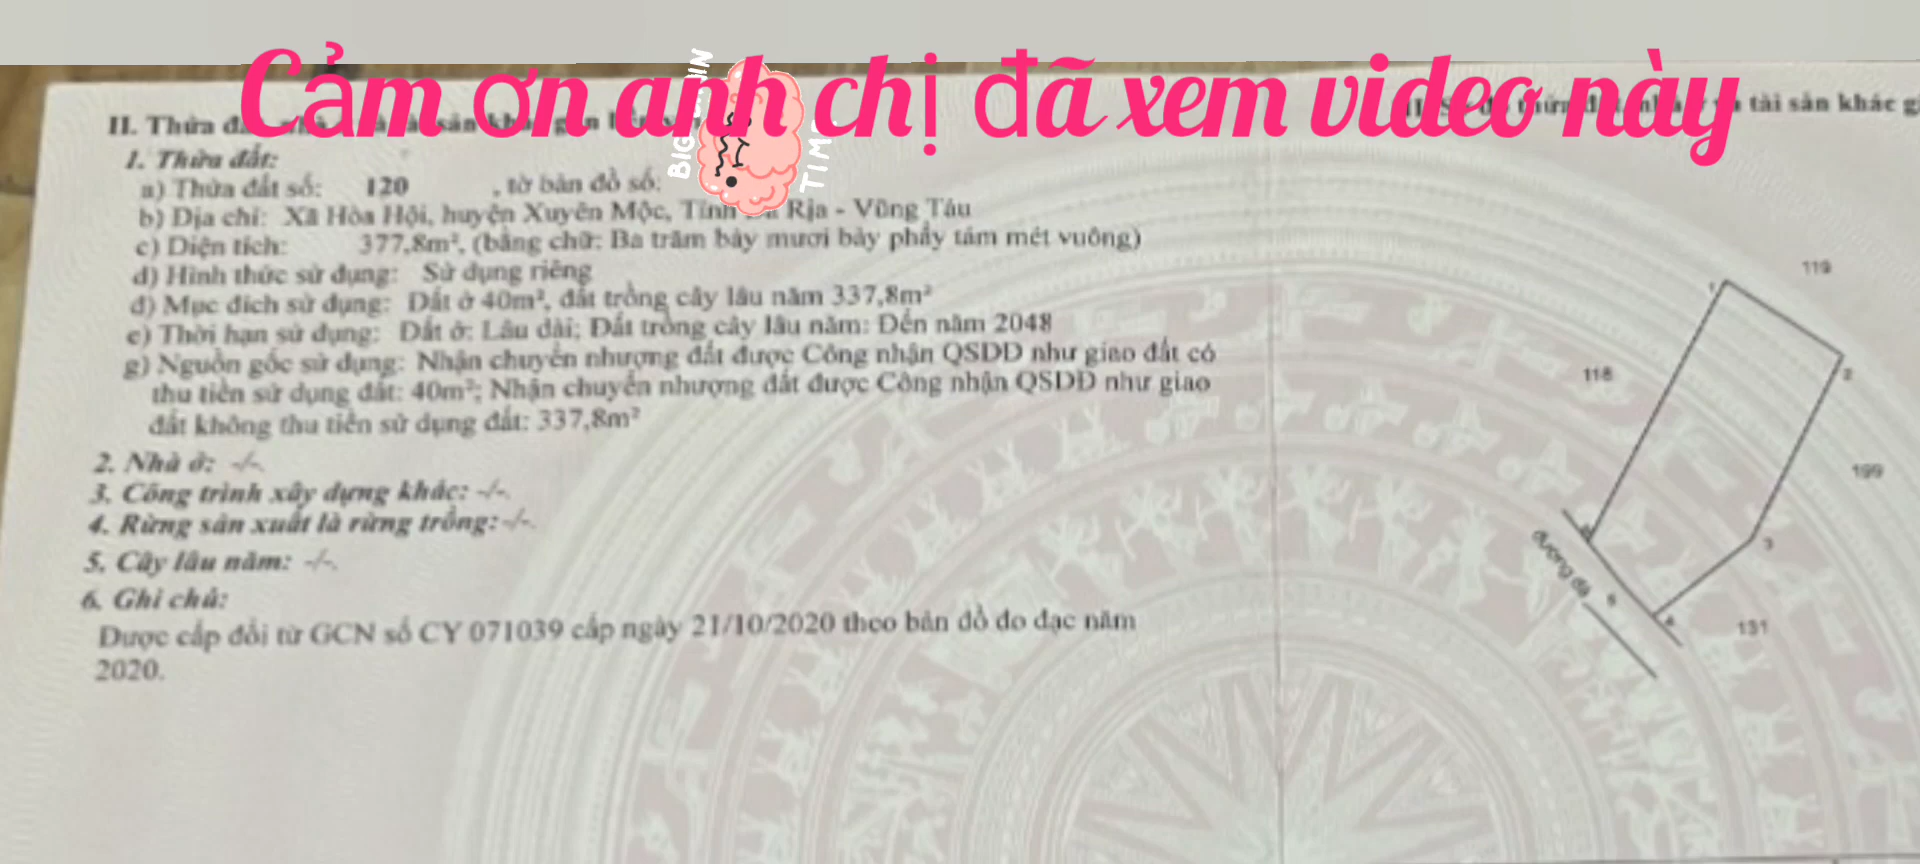 Cảm ơn anh chị đã xem video này
BIG TIME
II. Thửa
tài sản khác
1. Thửa đất:
a) Thửa đất số: 120 , tờ bản đồ số:
b) Địa chỉ: Xã Hòa Hội, huyện Xuyên Mộc, Tỉnh Rịa - Vũng Tàu
c) Diện tích: 377,8m², (bằng chữ: Ba trăm bảy mươi bảy phẩy tám mét vuông)
d) Hình thức sử dụng: Sử dụng riêng
đ) Mục đích sử dụng: Đất ở 40m², đất trồng cây lâu năm 337,8m²
e) Thời hạn sử dụng: Đất ở: Lâu dài; Đất trồng cây lâu năm: Đến năm 2048
g) Nguồn gốc sử dụng: Nhận chuyển nhượng đất được Công nhận QSDĐ như giao đất có
thu tiền sử dụng đất: 40m²; Nhận chuyển nhượng đất được Công nhận QSDĐ như giao
đất không thu tiền sử dụng đất: 337,8m²
2. Nhà ở: -/-.
3. Công trình xây dựng khác: -/-.
4. Rừng sản xuất là rừng trồng: -/-.
5. Cây lâu năm: -/-.
6. Ghi chú:
Được cấp đổi từ GCN số CY 071039 cấp ngày 21/10/2020 theo bản đồ đo đạc năm
2020.
119
1
2
118
199
3
đường đá
131